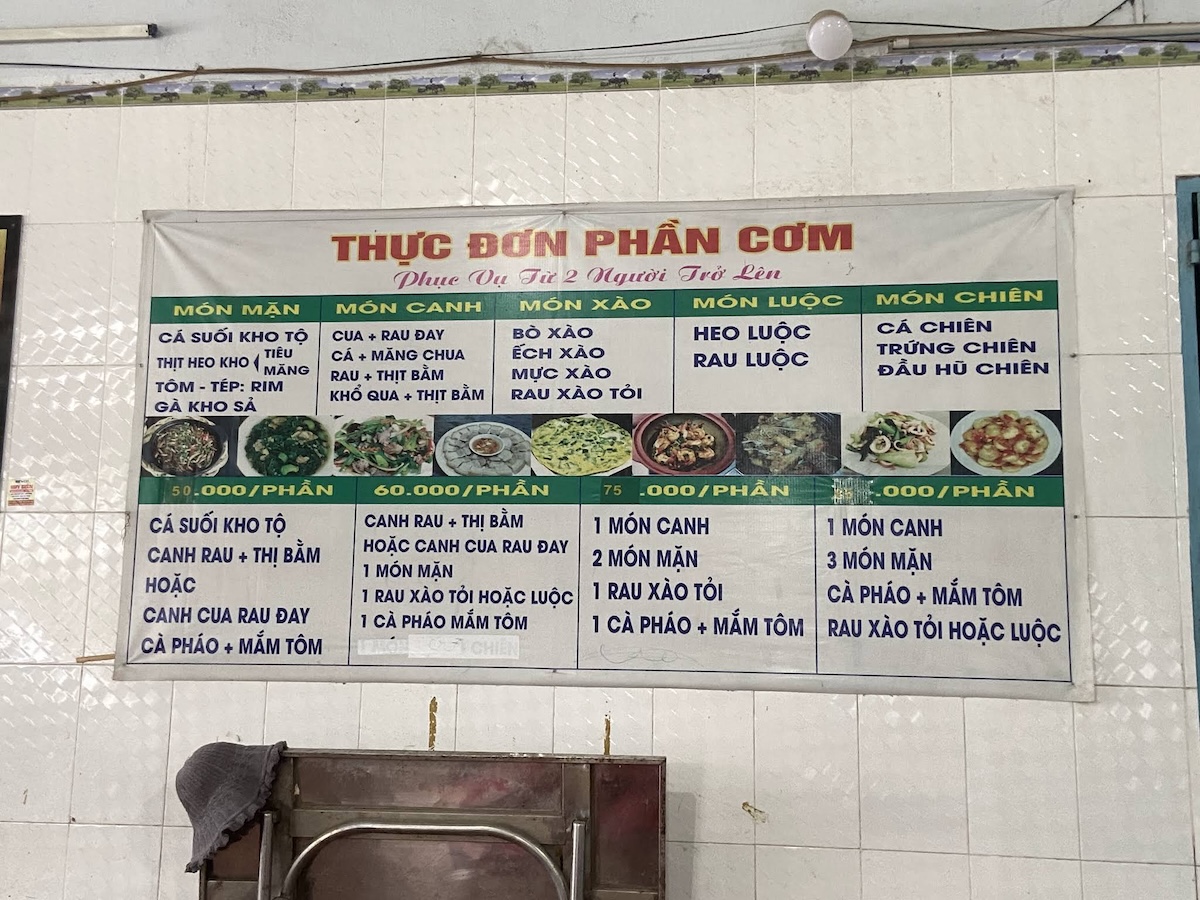 THỰC ĐƠN PHẦN CƠM
Phục Vụ Từ 2 Người Trở Lên
MÓN MẶN
CÁ SUỐI KHO TỘ
THỊT HEO KHO TIÊU
MĂNG
TÔM - TÉP: RIM
GÀ KHO SẢ
MÓN CANH
CUA + RAU ĐAY
CÁ + MĂNG CHUA
RAU + THỊT BẰM
KHỔ QUA + THỊT BẰM
MÓN XÀO
BÒ XÀO
ẾCH XÀO
MỰC XÀO
RAU XÀO TỎI
MÓN LUỘC
HEO LUỘC
RAU LUỘC
MÓN CHIÊN
CÁ CHIÊN
TRỨNG CHIÊN
ĐẦU HŨ CHIÊN
50.000/PHẦN
CÁ SUỐI KHO TỘ
CANH RAU + THỊ BẰM
HOẶC
CANH CUA RAU ĐAY
CÀ PHÁO + MẮM TÔM
60.000/PHẦN
CANH RAU + THỊ BẰM
HOẶC CANH CUA RAU ĐAY
1 MÓN MẶN
1 RAU XÀO TỎI HOẶC LUỘC
1 CÀ PHÁO MẮM TÔM
1 MÓN CHIÊN
75.000/PHẦN
1 MÓN CANH
2 MÓN MẶN
1 RAU XÀO TỎI
1 CÀ PHÁO + MẮM TÔM
.000/PHẦN
1 MÓN CANH
3 MÓN MẶN
CÀ PHÁO + MẮM TÔM
RAU XÀO TỎI HOẶC LUỘC